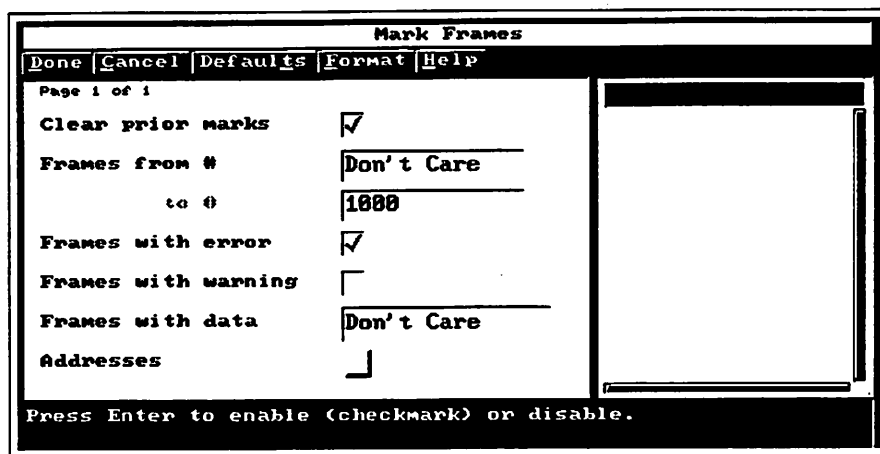 Mark Frames
Done Cancel Defaults Format Help
Page 1 of 1
Clear prior marks
Frames from # Don't Care
to # 1000
Frames with error
Frames with warning
Frames with data Don't Care
Addresses
Press Enter to enable (checkmark) or disable.